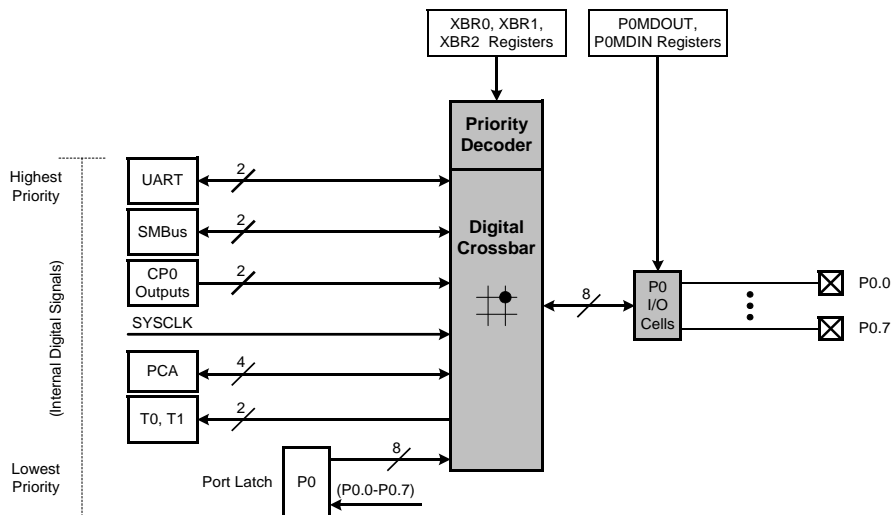 XBR0, XBR1,
XBR2 Registers
P0MDOUT,
P0MDIN Registers
Priority
Decoder
Highest
Priority
UART
2
SMBus
2
Digital
Crossbar
CP0
Outputs
2
8
P0
I/O
Cells
P0.0
P0.7
SYSCLK
(Internal Digital Signals)
PCA
4
T0, T1
2
Lowest
Priority
Port Latch
P0
8
(P0.0-P0.7)